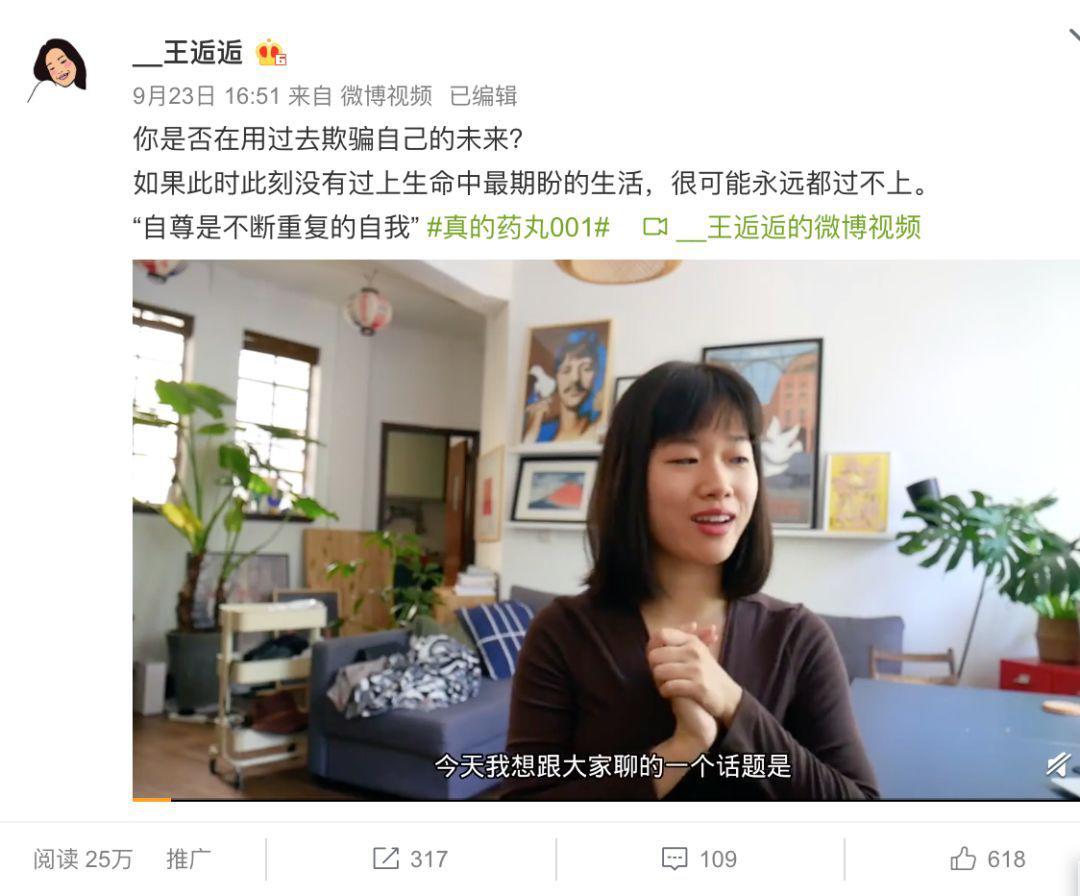 __王逅逅
9月23日 16:51 来自 微博视频 已编辑
你是否在用过去欺骗自己的未来?
如果此时此刻没有过上生命中最期盼的生活，很可能永远都过不上。
“自尊是不断重复的自我” #真的药丸001# __王逅逅的微博视频
今天我想跟大家聊的一个话题是
阅读 25万 推广 317 109 618